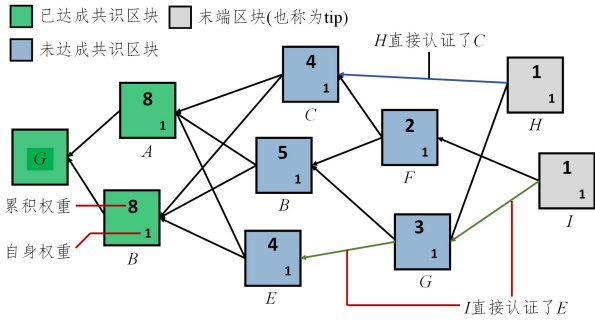 已达成共识区块
末端区块(也称为tip)
未达成共识区块
H直接认证了C
8
1
A
4
1
C
1
1
H
G
2
1
F
5
1
B
1
1
I
累积权重
8
自身权重
1
B
4
1
E
3
1
G
I直接认证了E